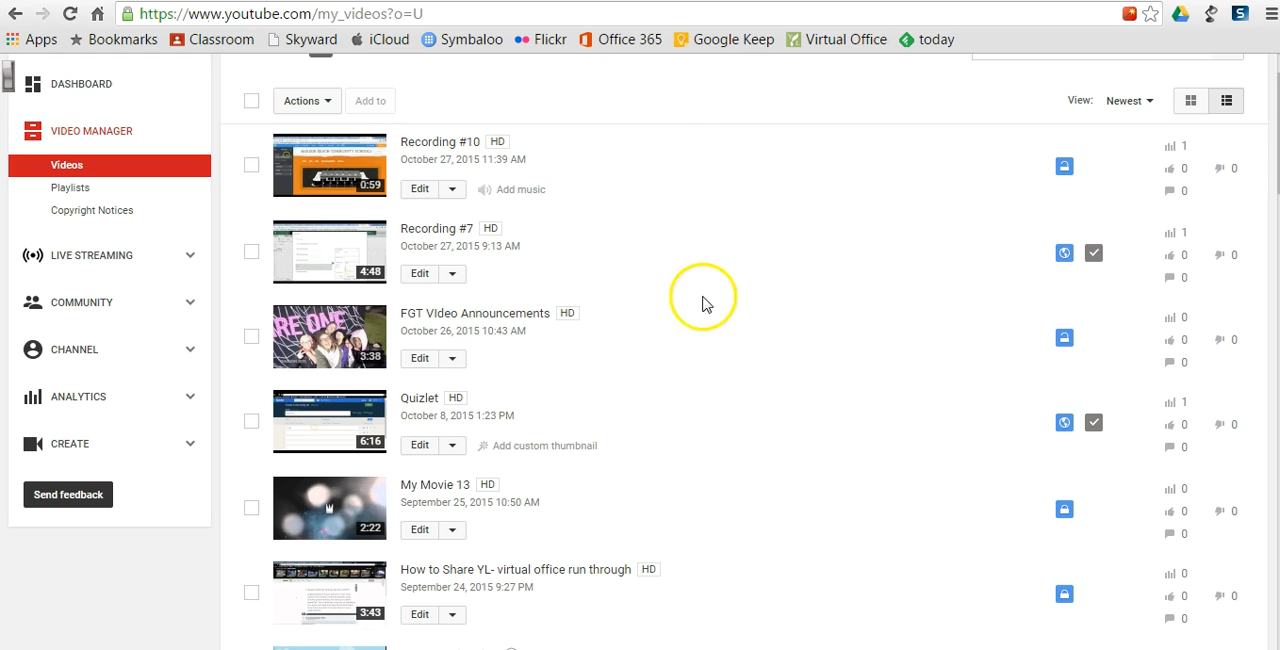 https://www.youtube.com/my_videos?o=U
Apps Bookmarks Classroom Skyward iCloud Symbaloo Flickr Office 365 Google Keep Virtual Office today
DASHBOARD
VIDEO MANAGER
Videos
Playlists
Copyright Notices
LIVE STREAMING
COMMUNITY
CHANNEL
ANALYTICS
CREATE
Send feedback
Actions Add to View: Newest
Recording #10 HD
October 27, 2015 11:39 AM
Edit Add music
0:59
1
0 0
0
Recording #7 HD
October 27, 2015 9:13 AM
Edit
4:48
1
0 0
0
FGT VIdeo Announcements HD
October 26, 2015 10:43 AM
Edit
ARE ONE
3:38
0
0 0
0
Quizlet HD
October 8, 2015 1:23 PM
Edit Add custom thumbnail
6:16
1
0 0
0
My Movie 13 HD
September 25, 2015 10:50 AM
Edit
2:22
0
0 0
0
How to Share YL- virtual office run through HD
September 24, 2015 9:27 PM
Edit
3:43
0
0 0
0